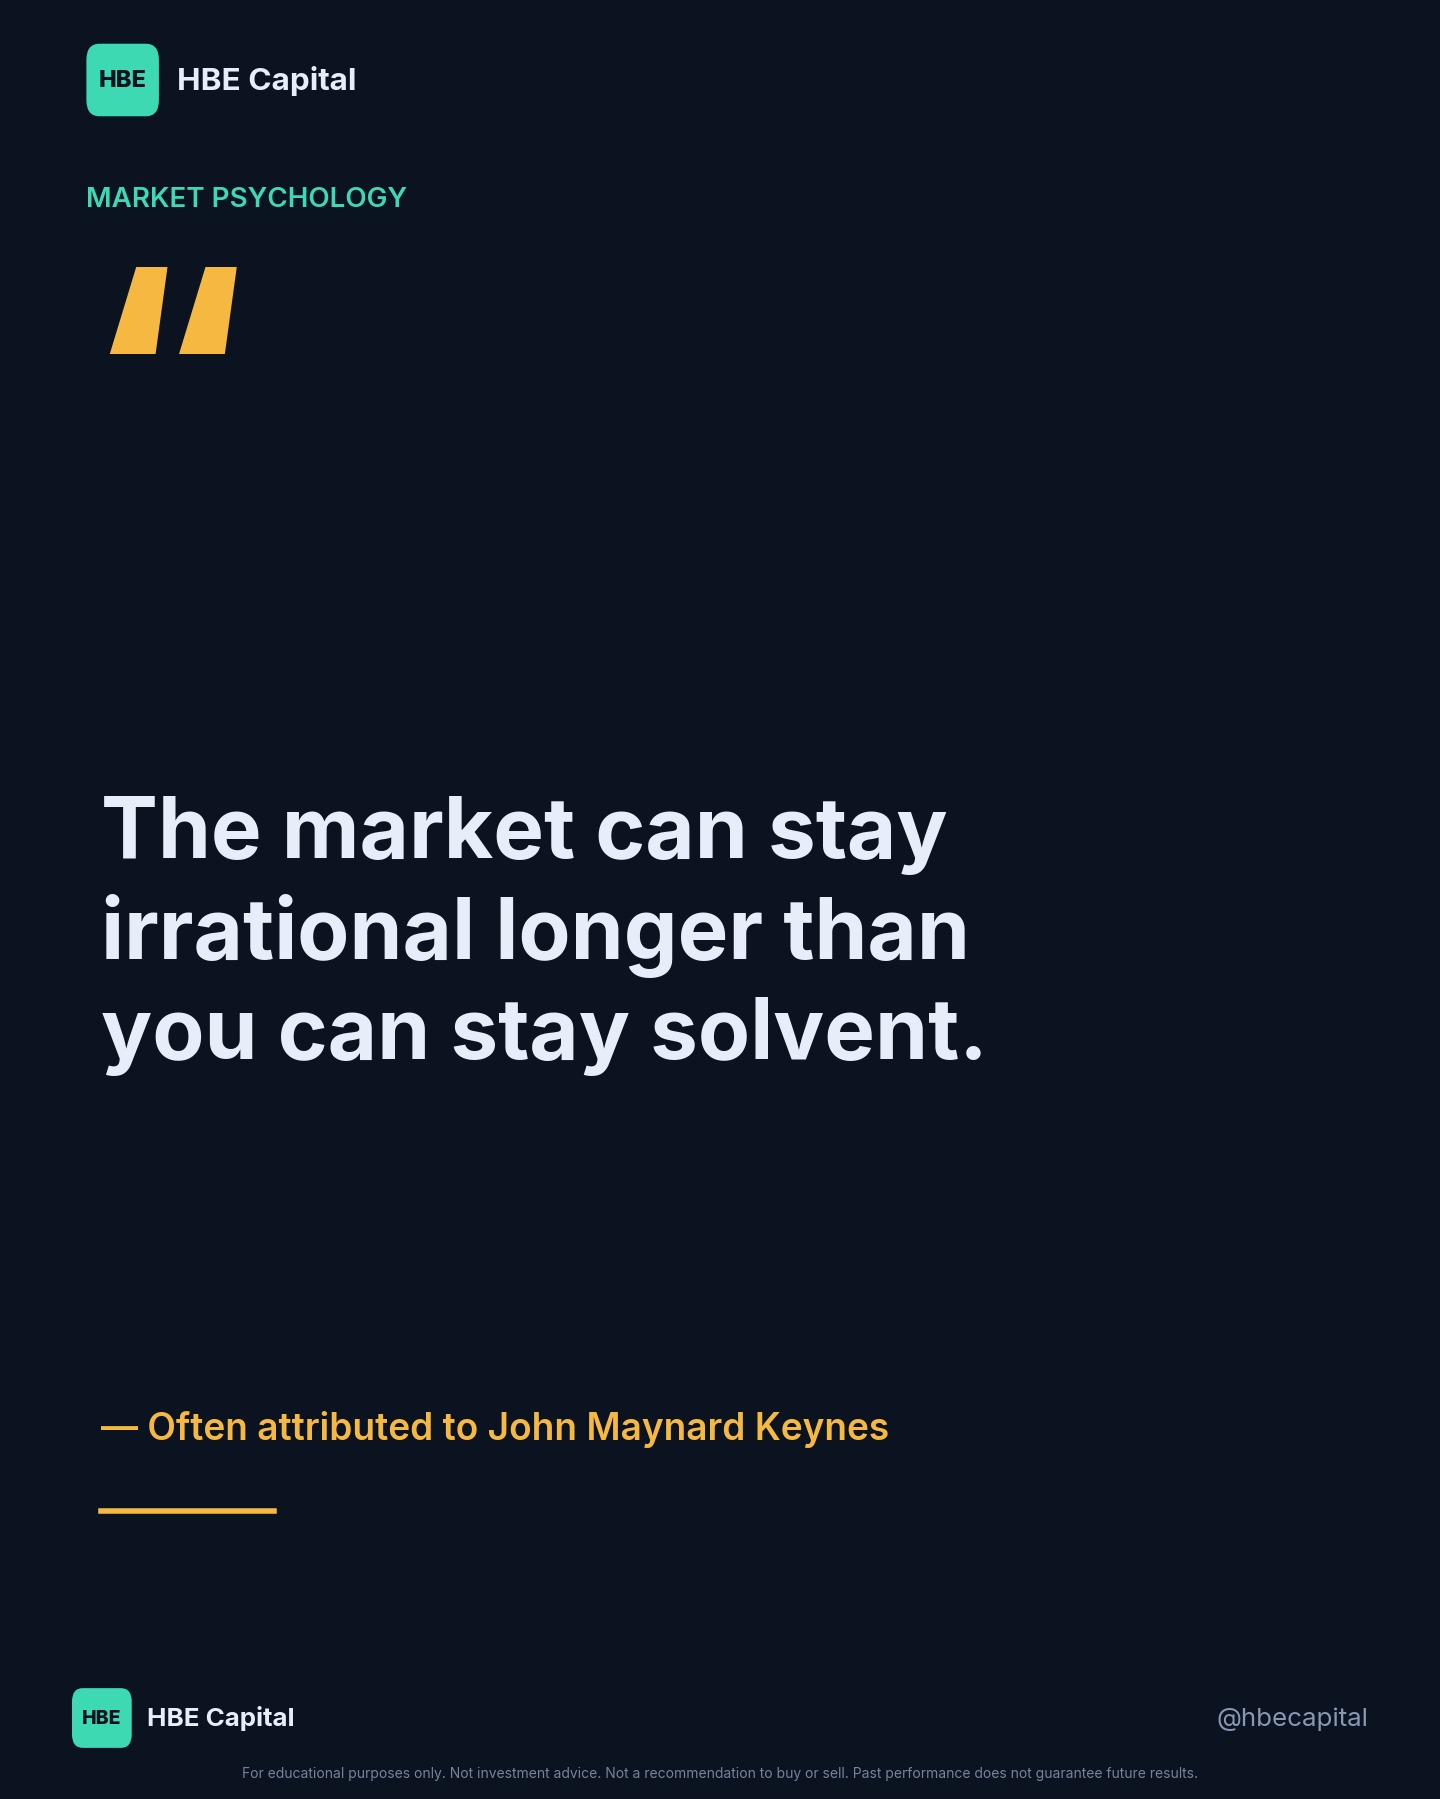 HBE HBE Capital
MARKET PSYCHOLOGY
“
The market can stay
irrational longer than
you can stay solvent.
— Often attributed to John Maynard Keynes
HBE HBE Capital
@hbecapital
For educational purposes only. Not investment advice. Not a recommendation to buy or sell. Past performance does not guarantee future results.